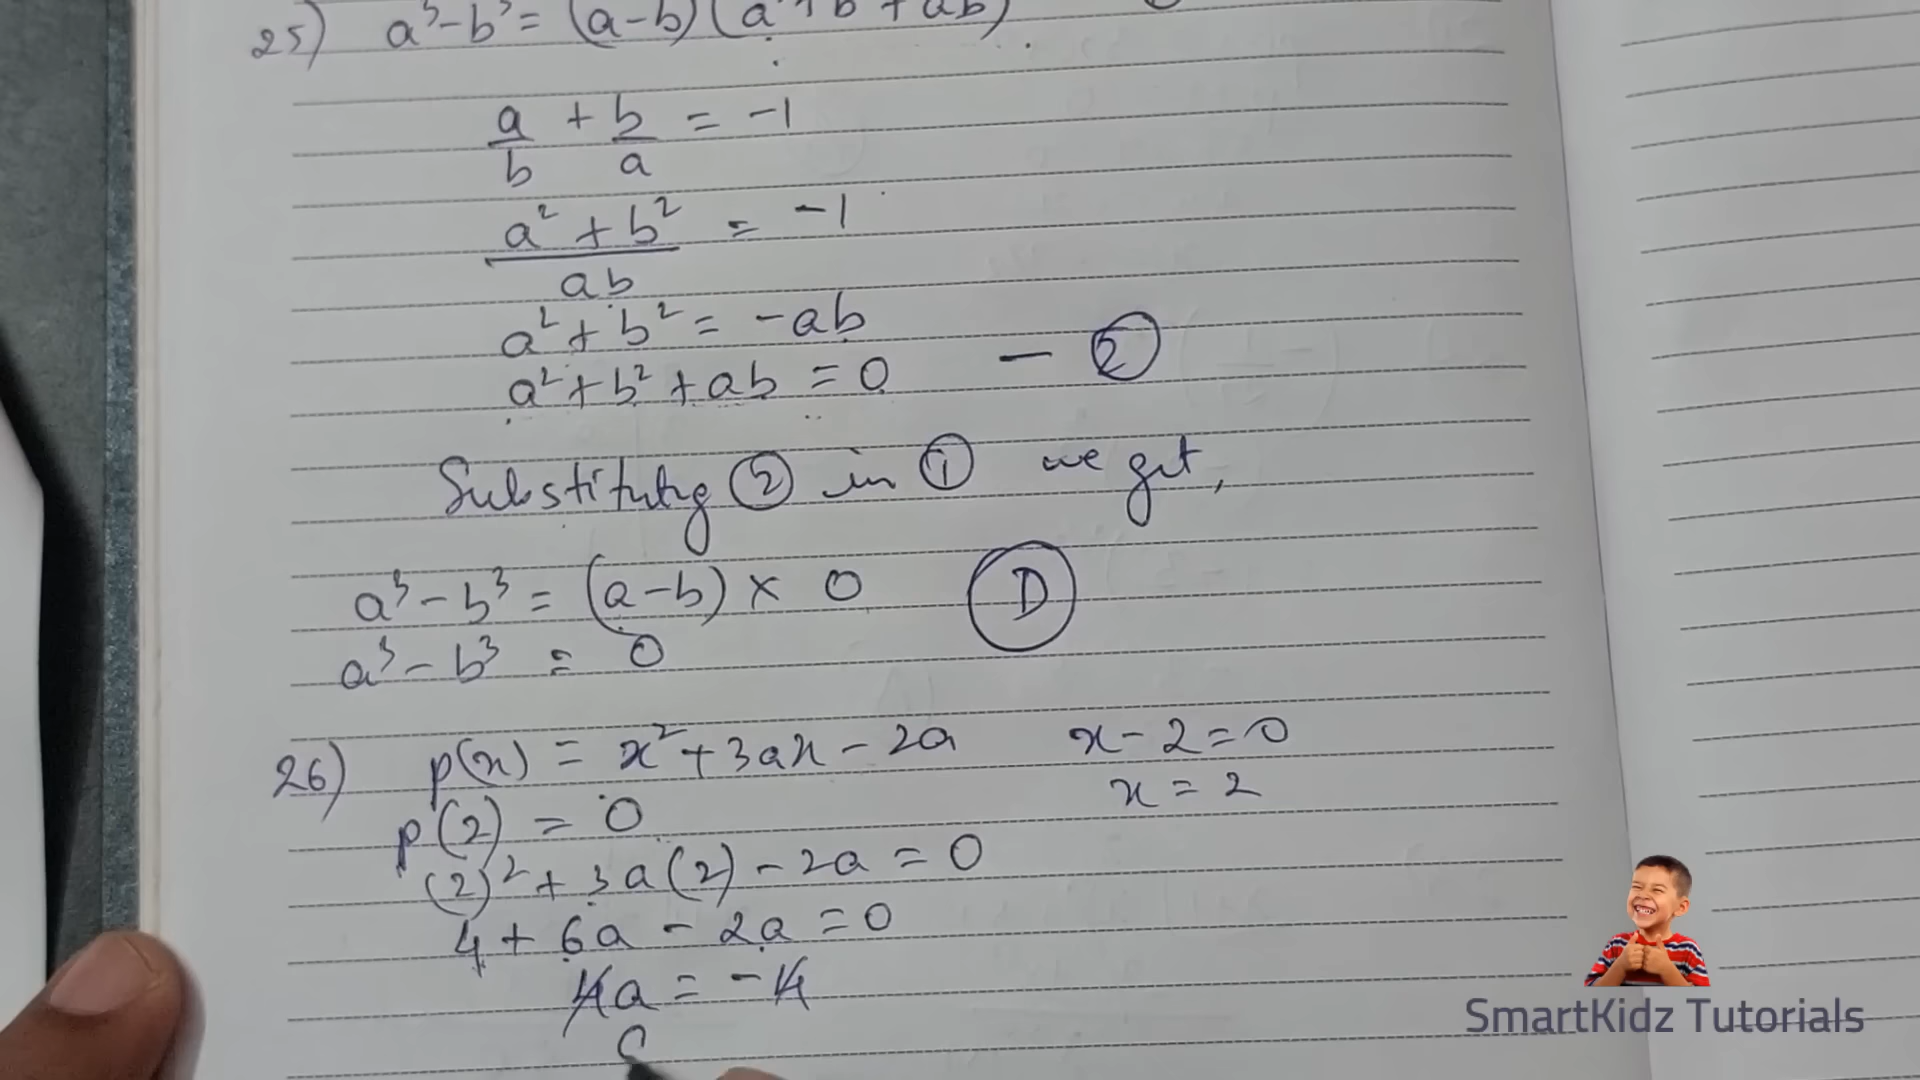 25) a³-b³ = (a-b)(a²+b²+ab)
a/b + b/a = -1
a²+b²/ab = -1
a²+b² = -ab
a²+b²+ab = 0 — ②
Substituting ② in ① we get,
a³-b³ = (a-b) × 0 Ⓓ
a³-b³ = 0
26) p(x) = x²+3ax-2a x-2=0
x = 2
p(2) = 0
(2)²+3a(2)-2a = 0
4+6a-2a=0
4a = -4
SmartKidz Tutorials